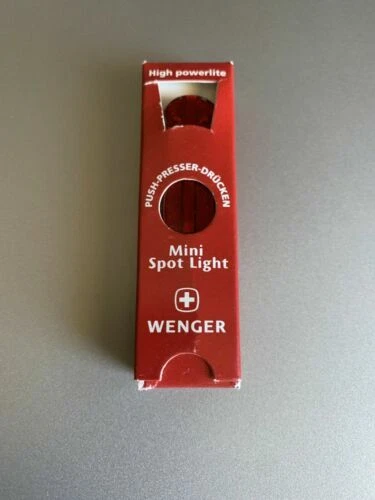 High powerlite
PUSH-PRESSER-DRÜCKEN
Mini
Spot Light
WENGER